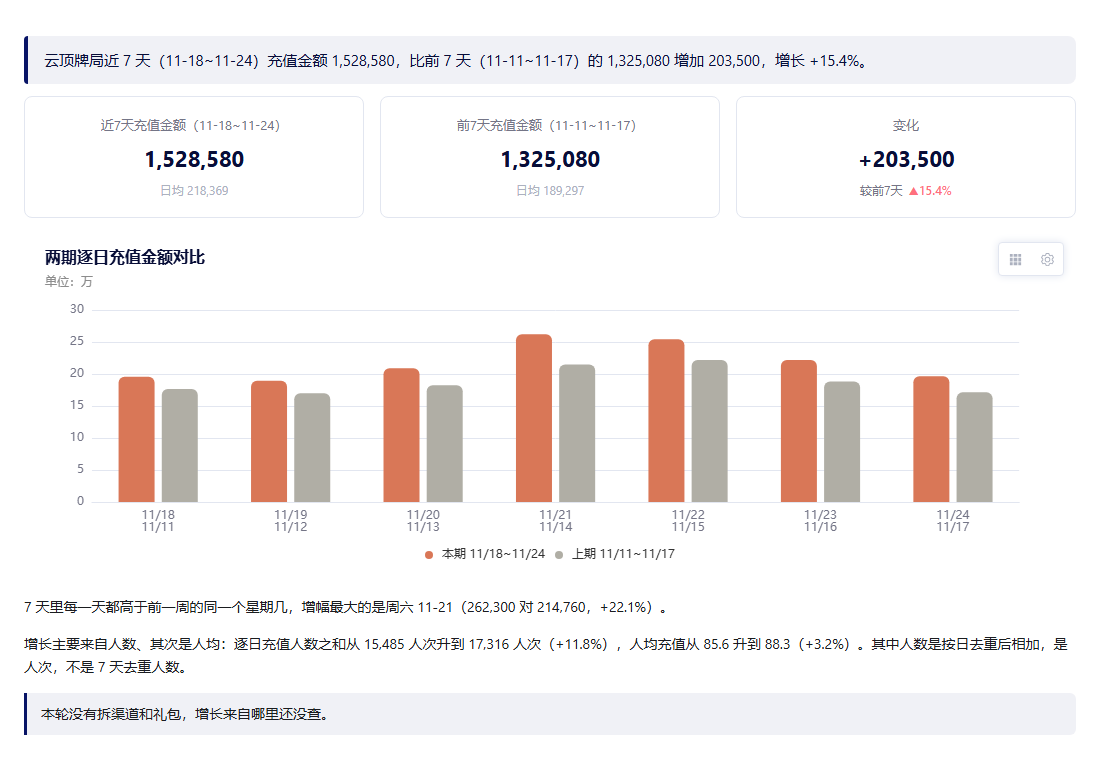 云顶牌局近 7 天（11-18~11-24）充值金额 1,528,580，比前 7 天（11-11~11-17）的 1,325,080 增加 203,500，增长 +15.4%。
近7天充值金额（11-18~11-24）
1,528,580
日均 218,369
前7天充值金额（11-11~11-17）
1,325,080
日均 189,297
变化
+203,500
较前7天 ▲15.4%
两期逐日充值金额对比
单位：万
30
25
20
15
10
5
0
11/18 11/19 11/20 11/21 11/22 11/23 11/24
11/11 11/12 11/13 11/14 11/15 11/16 11/17
本期 11/18~11/24 上期 11/11~11/17
7 天里每一天都高于前一周的同一个星期几，增幅最大的是周六 11-21（262,300 对 214,760，+22.1%）。
增长主要来自人数、其次是人均：逐日充值人数之和从 15,485 人次升到 17,316 人次（+11.8%），人均充值从 85.6 升到 88.3（+3.2%）。其中人数是按日去重后相加，是
人次，不是 7 天去重人数。
本轮没有拆渠道和礼包，增长来自哪里还没查。